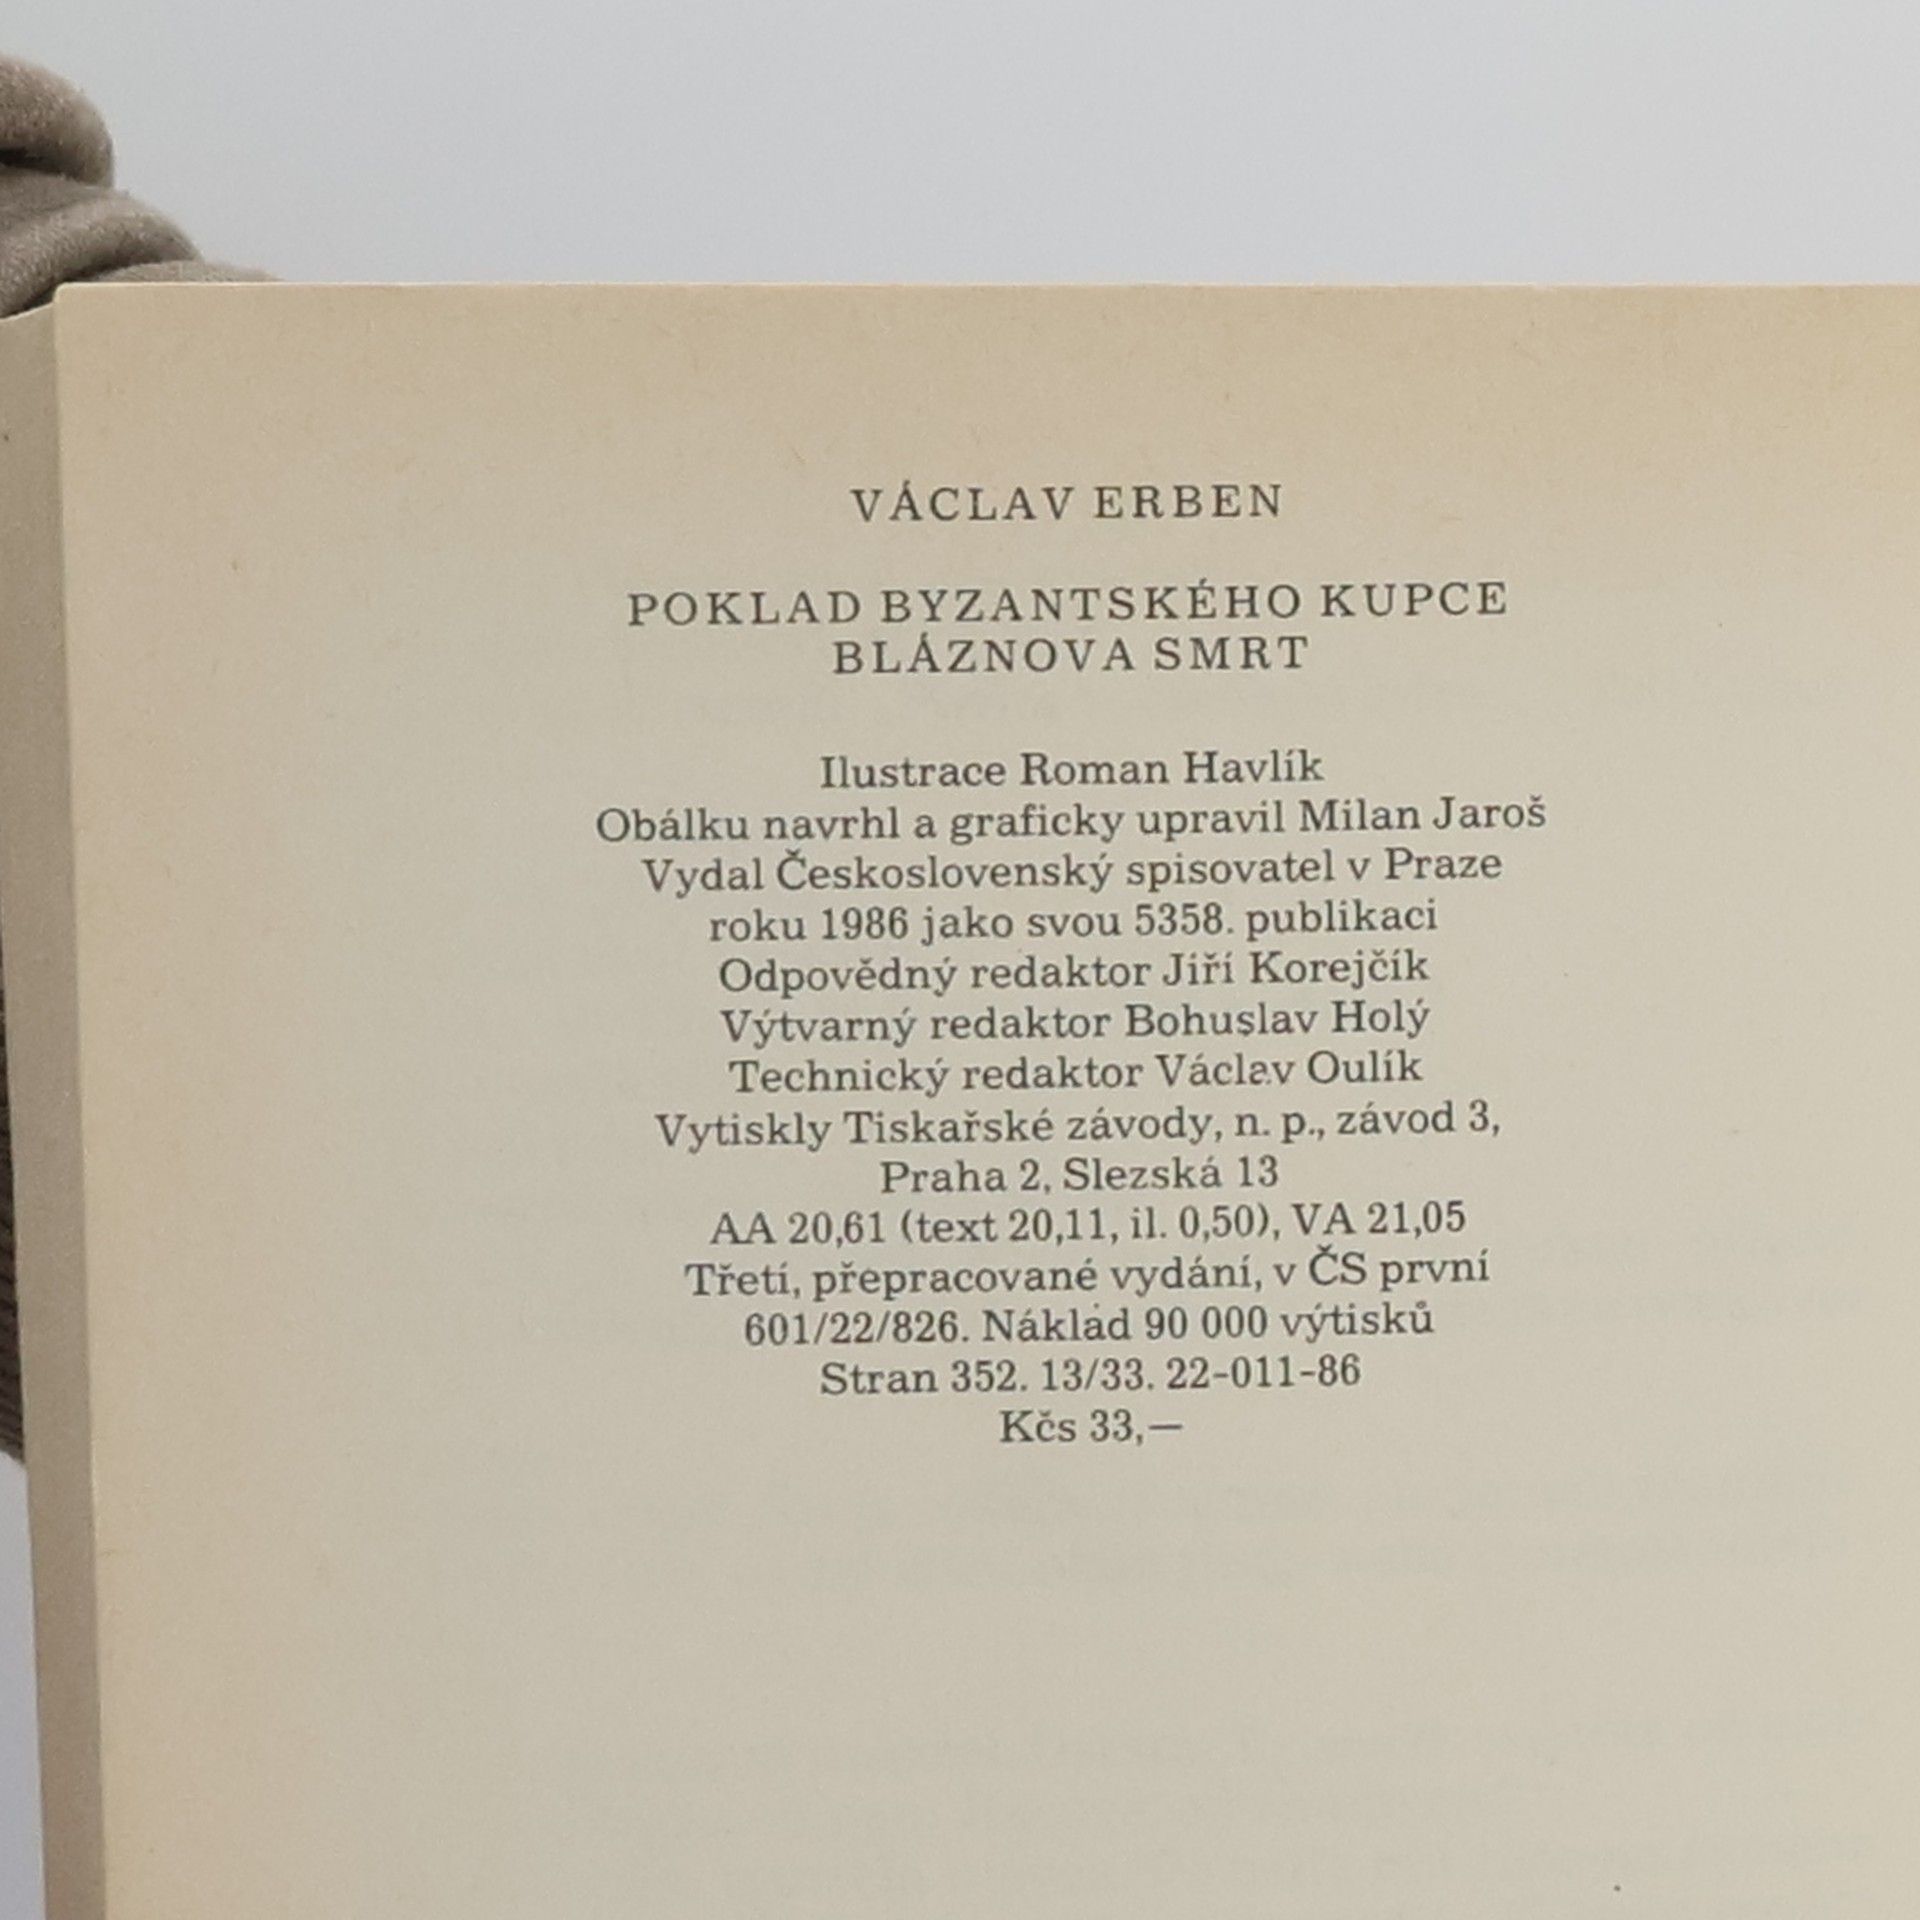 VÁCLAV ERBEN
POKLAD BYZANTSKÉHO KUPCE
BLÁZNOVA SMRT
Ilustrace Roman Havlík
Obálku navrhl a graficky upravil Milan Jaroš
Vydal Československý spisovatel v Praze
roku 1986 jako svou 5358. publikaci
Odpovědný redaktor Jiří Korejčík
Výtvarný redaktor Bohuslav Holý
Technický redaktor Václav Oulík
Vytiskly Tiskařské závody, n. p., závod 3,
Praha 2, Slezská 13
AA 20,61 (text 20,11, il. 0,50), VA 21,05
Třetí, přepracované vydání, v ČS první
601/22/826. Náklad 90 000 výtisků
Stran 352. 13/33. 22-011-86
Kčs 33,—